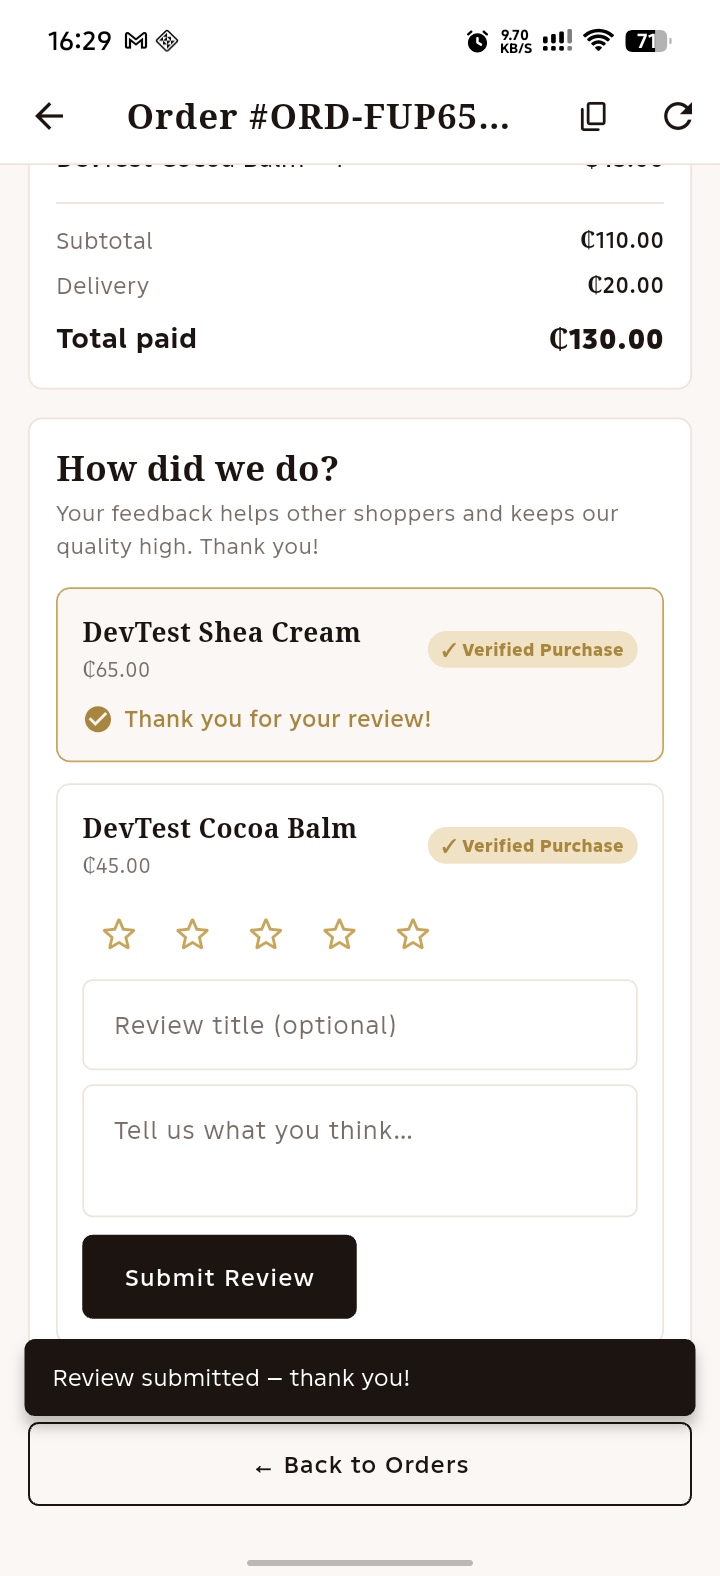 16:29
9.70
KB/S
71
Order #ORD-FUP65...
Subtotal ₵110.00
Delivery ₵20.00
Total paid ₵130.00
How did we do?
Your feedback helps other shoppers and keeps our
quality high. Thank you!
DevTest Shea Cream
✓ Verified Purchase
₵65.00
Thank you for your review!
DevTest Cocoa Balm
✓ Verified Purchase
₵45.00
Review title (optional)
Tell us what you think...
Submit Review
Review submitted — thank you!
← Back to Orders